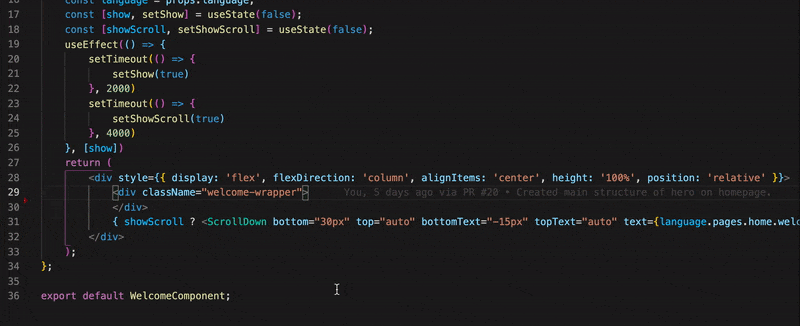 16 const language = props.language;
17 const [show, setShow] = useState(false);
18 const [showScroll, setShowScroll] = useState(false);
19 useEffect(() => {
20 setTimeout(() => {
21 setShow(true)
22 }, 2000)
23 setTimeout(() => {
24 setShowScroll(true)
25 }, 4000)
26 }, [show])
27 return (
28 <div style={{ display: 'flex', flexDirection: 'column', alignItems: 'center', height: '100%', position: 'relative' }}>
29 <div className="welcome-wrapper"> You, 5 days ago via PR #20 • Created main structure of hero on homepage.
30 </div>
31 { showScroll ? <ScrollDown bottom="30px" top="auto" bottomText="-15px" topText="auto" text={language.pages.home.welc
32 </div>
33 );
34 };
35
36 export default WelcomeComponent;